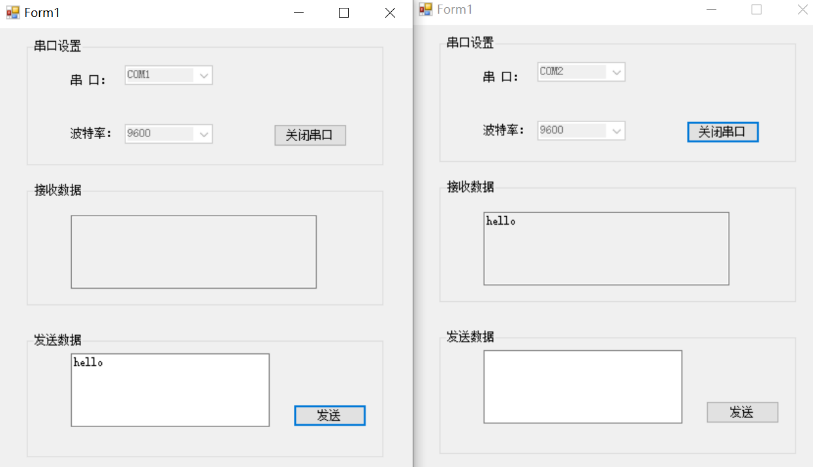 Form1
串口设置
串 口：
COM1
波特率：
9600
关闭串口
接收数据
发送数据
hello
发送
Form1
串口设置
串 口：
COM2
波特率：
9600
关闭串口
接收数据
hello
发送数据
发送